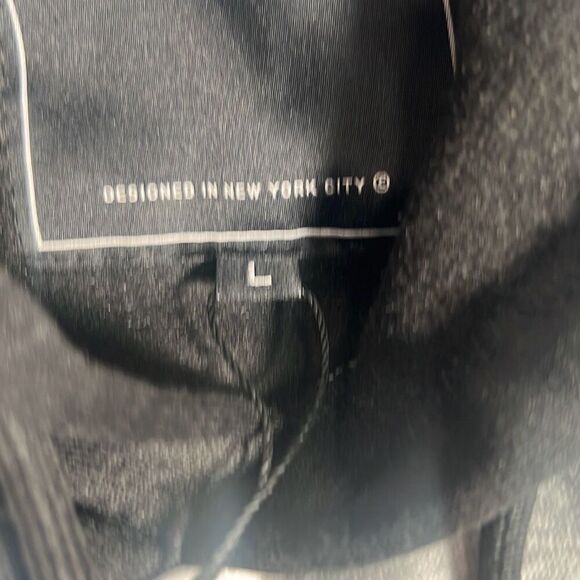 DESIGNED IN NEW YORK CITY ®
L